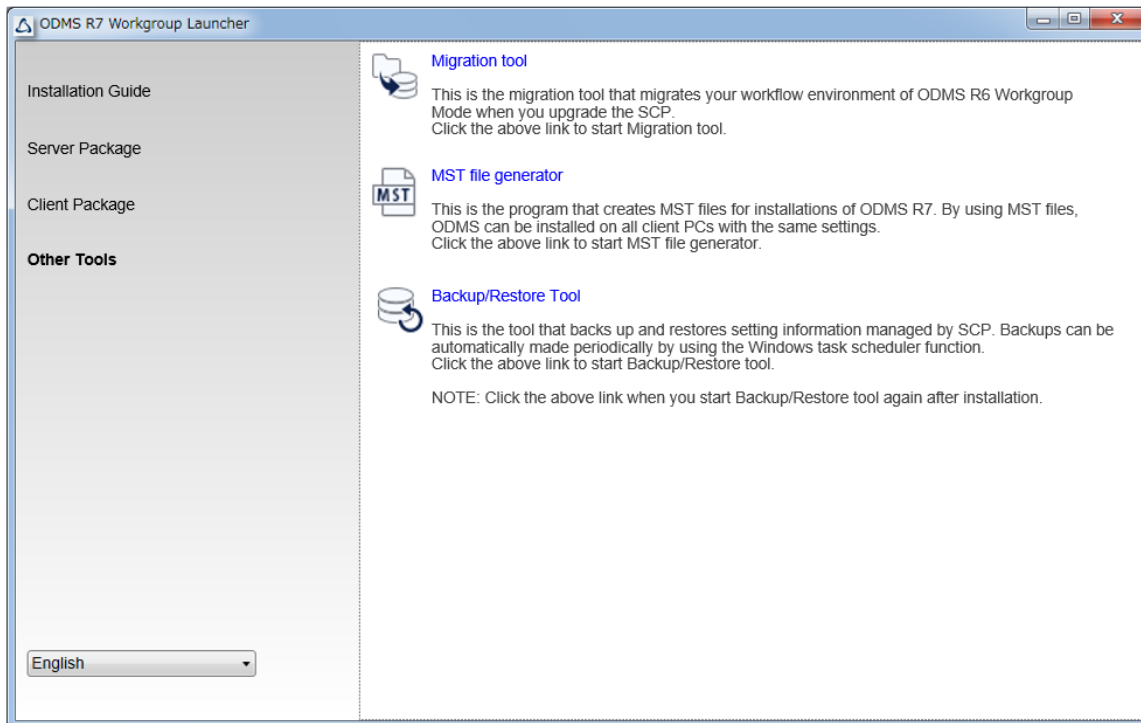 ODMS R7 Workgroup Launcher
Installation Guide
Server Package
Client Package
Other Tools
English
Migration tool
This is the migration tool that migrates your workflow environment of ODMS R6 Workgroup
Mode when you upgrade the SCP.
Click the above link to start Migration tool.
MST
MST file generator
This is the program that creates MST files for installations of ODMS R7. By using MST files,
ODMS can be installed on all client PCs with the same settings.
Click the above link to start MST file generator.
Backup/Restore Tool
This is the tool that backs up and restores setting information managed by SCP. Backups can be
automatically made periodically by using the Windows task scheduler function.
Click the above link to start Backup/Restore tool.
NOTE: Click the above link when you start Backup/Restore tool again after installation.